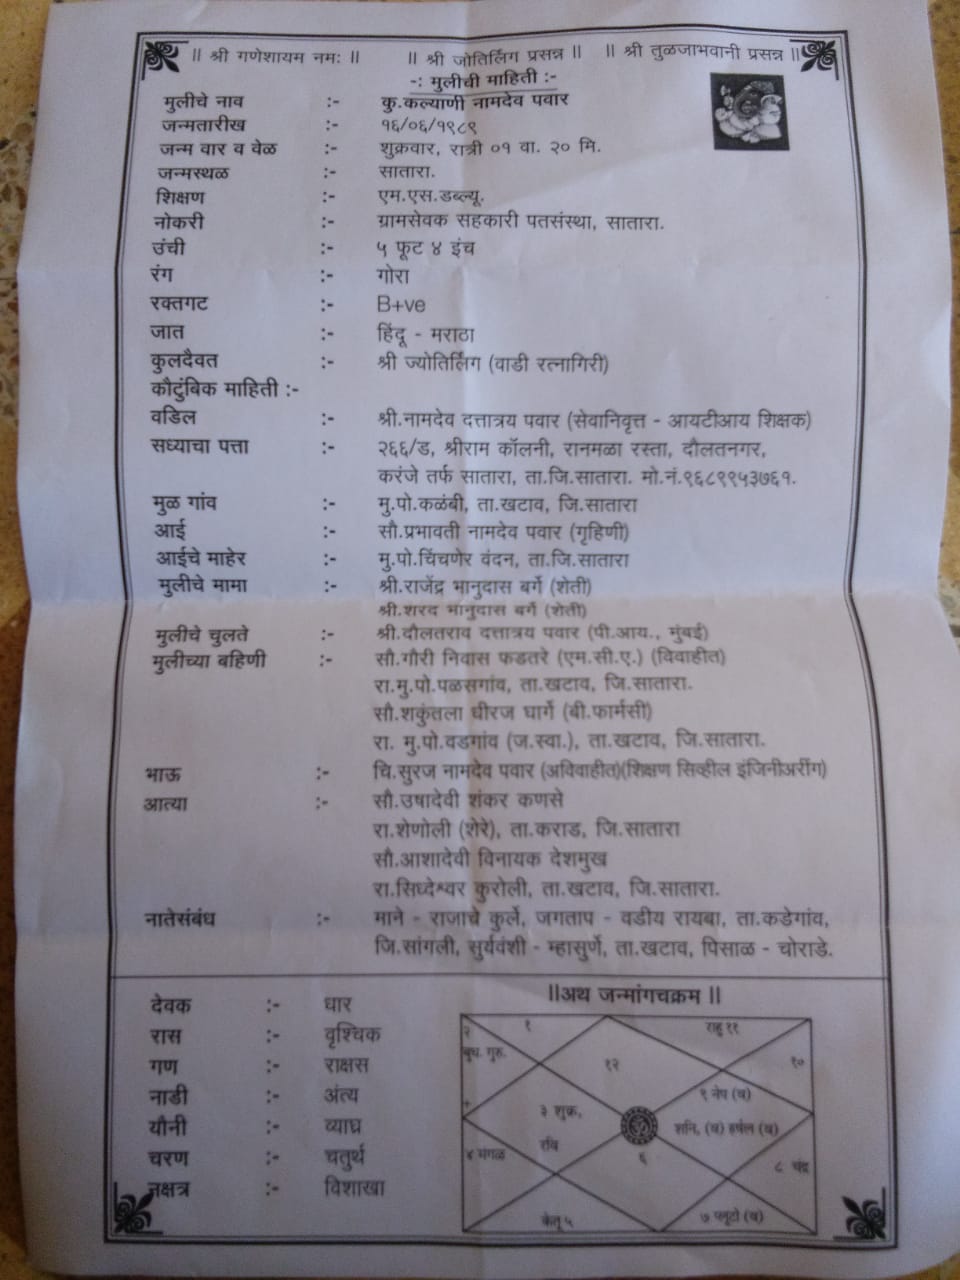 ॥ श्री गणेशायम नमः ॥ ॥ श्री जोतिर्लिंग प्रसन्न ॥ ॥ श्री तुळजाभवानी प्रसन्न ॥
-: मुलीची माहिती :-
मुलीचे नाव :- कु.कल्याणी नामदेव पवार
जन्मतारीख :- १६/०६/१९८९
जन्म वार व वेळ :- शुक्रवार, रात्री ०१ वा. २० मि.
जन्मस्थळ :- सातारा.
शिक्षण :- एम.एस.डब्ल्यू.
नोकरी :- ग्रामसेवक सहकारी पतसंस्था, सातारा.
उंची :- ५ फूट ४ इंच
रंग :- गोरा
रक्तगट :- B+ve
जात :- हिंदू - मराठा
कुलदैवत :- श्री ज्योतिर्लिंग (वाडी रत्नागिरी)
कौटुंबिक माहिती :-
वडिल :- श्री.नामदेव दत्तात्रय पवार (सेवानिवृत्त - आयटीआय शिक्षक)
सध्याचा पत्ता :- २६६/ड, श्रीराम कॉलनी, रानमळा रस्ता, दौलतनगर,
करंजे तर्फ सातारा, ता.जि.सातारा. मो.नं.९६८९९५३७६१.
मुळ गांव :- मु.पो.कळंबी, ता.खटाव, जि.सातारा
आई :- सौ.प्रभावती नामदेव पवार (गृहिणी)
आईचे माहेर :- मु.पो.चिंचणेर वंदन, ता.जि.सातारा
मुलीचे मामा :- श्री.राजेंद्र भानुदास बर्गे (शेती)
श्री.शरद भानुदास बर्गे (शेती)
मुलीचे चुलते :- श्री.दौलतराव दत्तात्रय पवार (पी.आय., मुंबई)
मुलीच्या बहिणी :- सौ.गौरी निवास फडतरे (एम.सी.ए.) (विवाहीत)
रा.मु.पो.पळसगांव, ता.खटाव, जि.सातारा.
सौ.शकुंतला धीरज घार्गे (बी.फार्मसी)
रा. मु.पो.वडगांव (ज.स्वा.), ता.खटाव, जि.सातारा.
भाऊ :- चि.सुरज नामदेव पवार (अविवाहीत)(शिक्षण सिव्हील इंजिनीअरींग)
आत्या :- सौ.उषादेवी शंकर कणसे
रा.शेणोली (शेरे), ता.कराड, जि.सातारा
सौ.आशादेवी विनायक देशमुख
रा.सिध्देश्वर कुरोली, ता.खटाव, जि.सातारा.
नातेसंबंध :- माने - राजाचे कुर्ले, जगताप - वडीय रायबा, ता.कडेगांव,
जि.सांगली, सुर्यवंशी - म्हासुर्णे, ता.खटाव, पिसाळ - चोराडे.
॥अथ जन्मांगचक्रम ॥
देवक :- धार
रास :- वृश्चिक
गण :- राक्षस
नाडी :- अंत्य
यौनी :- व्याघ्र
चरण :- चतुर्थ
नक्षत्र :- विशाखा
२ १ राहु ११
बुध. गुरु. १२ १०
९ नेप (व)
३ शुक्र, शनि, (व) हर्षल (व)
रवि ६
४ मंगळ ८ चंद्र
केतू ५ ७ प्लूटो (व)